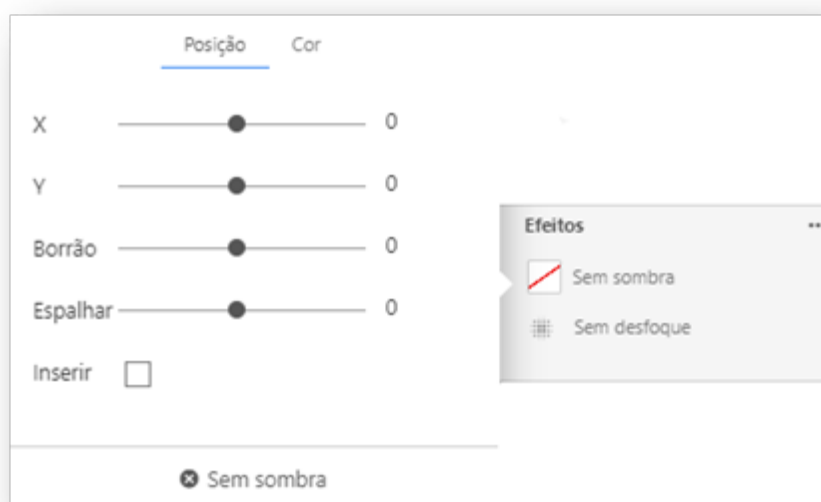 Posição Cor
X 0
Y 0
Borrão 0
Espalhar 0
Inserir
Sem sombra
Efeitos
Sem sombra
Sem desfoque